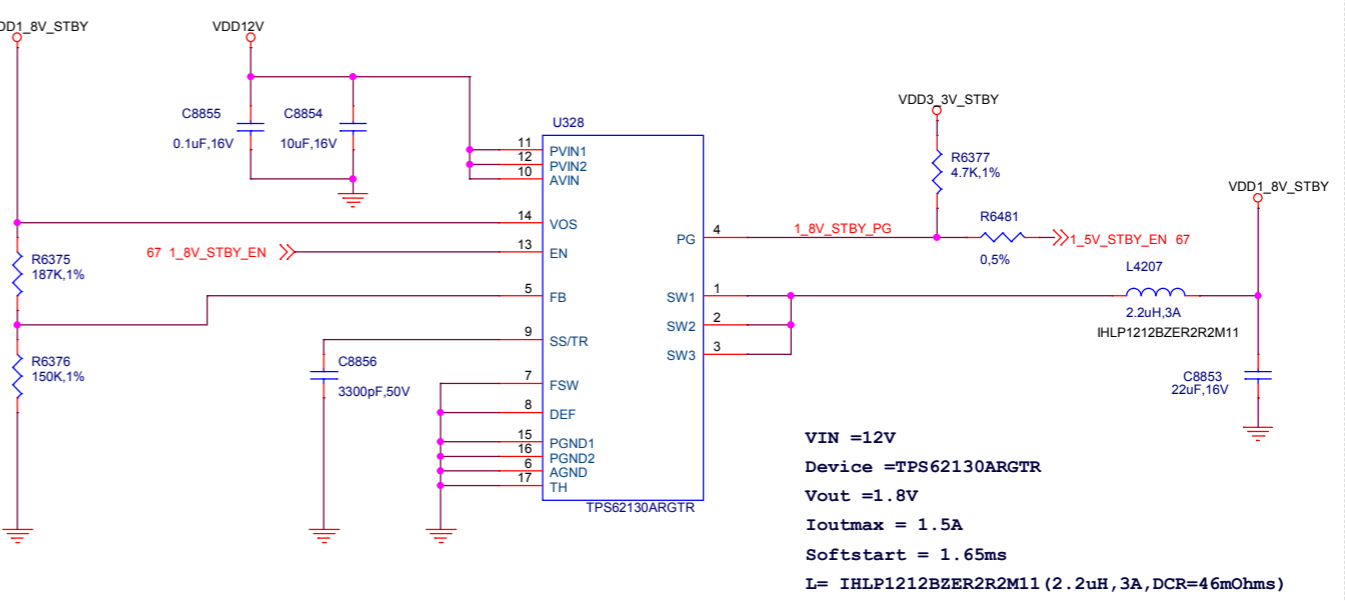 DD1_8V_STBY
VDD12V
C8855
0.1uF,16V
C8854
10uF,16V
U328
11
PVIN1
12
PVIN2
10
AVIN
14
VOS
67 1_8V_STBY_EN
13
EN
R6375
187K,1%
5
FB
9
SS/TR
R6376
150K,1%
C8856
3300pF,50V
7
FSW
8
DEF
15
PGND1
16
PGND2
6
AGND
17
TH
TPS62130ARGTR
VDD3_3V_STBY
R6377
4.7K,1%
PG
4
1_8V_STBY_PG
R6481
0,5%
1_5V_STBY_EN 67
VDD1_8V_STBY
SW1
1
SW2
2
SW3
3
L4207
2.2uH,3A
IHLP1212BZER2R2M11
C8853
22uF,16V
VIN =12V
Device =TPS62130ARGTR
Vout =1.8V
Ioutmax = 1.5A
Softstart = 1.65ms
L= IHLP1212BZER2R2M11(2.2uH,3A,DCR=46mOhms)